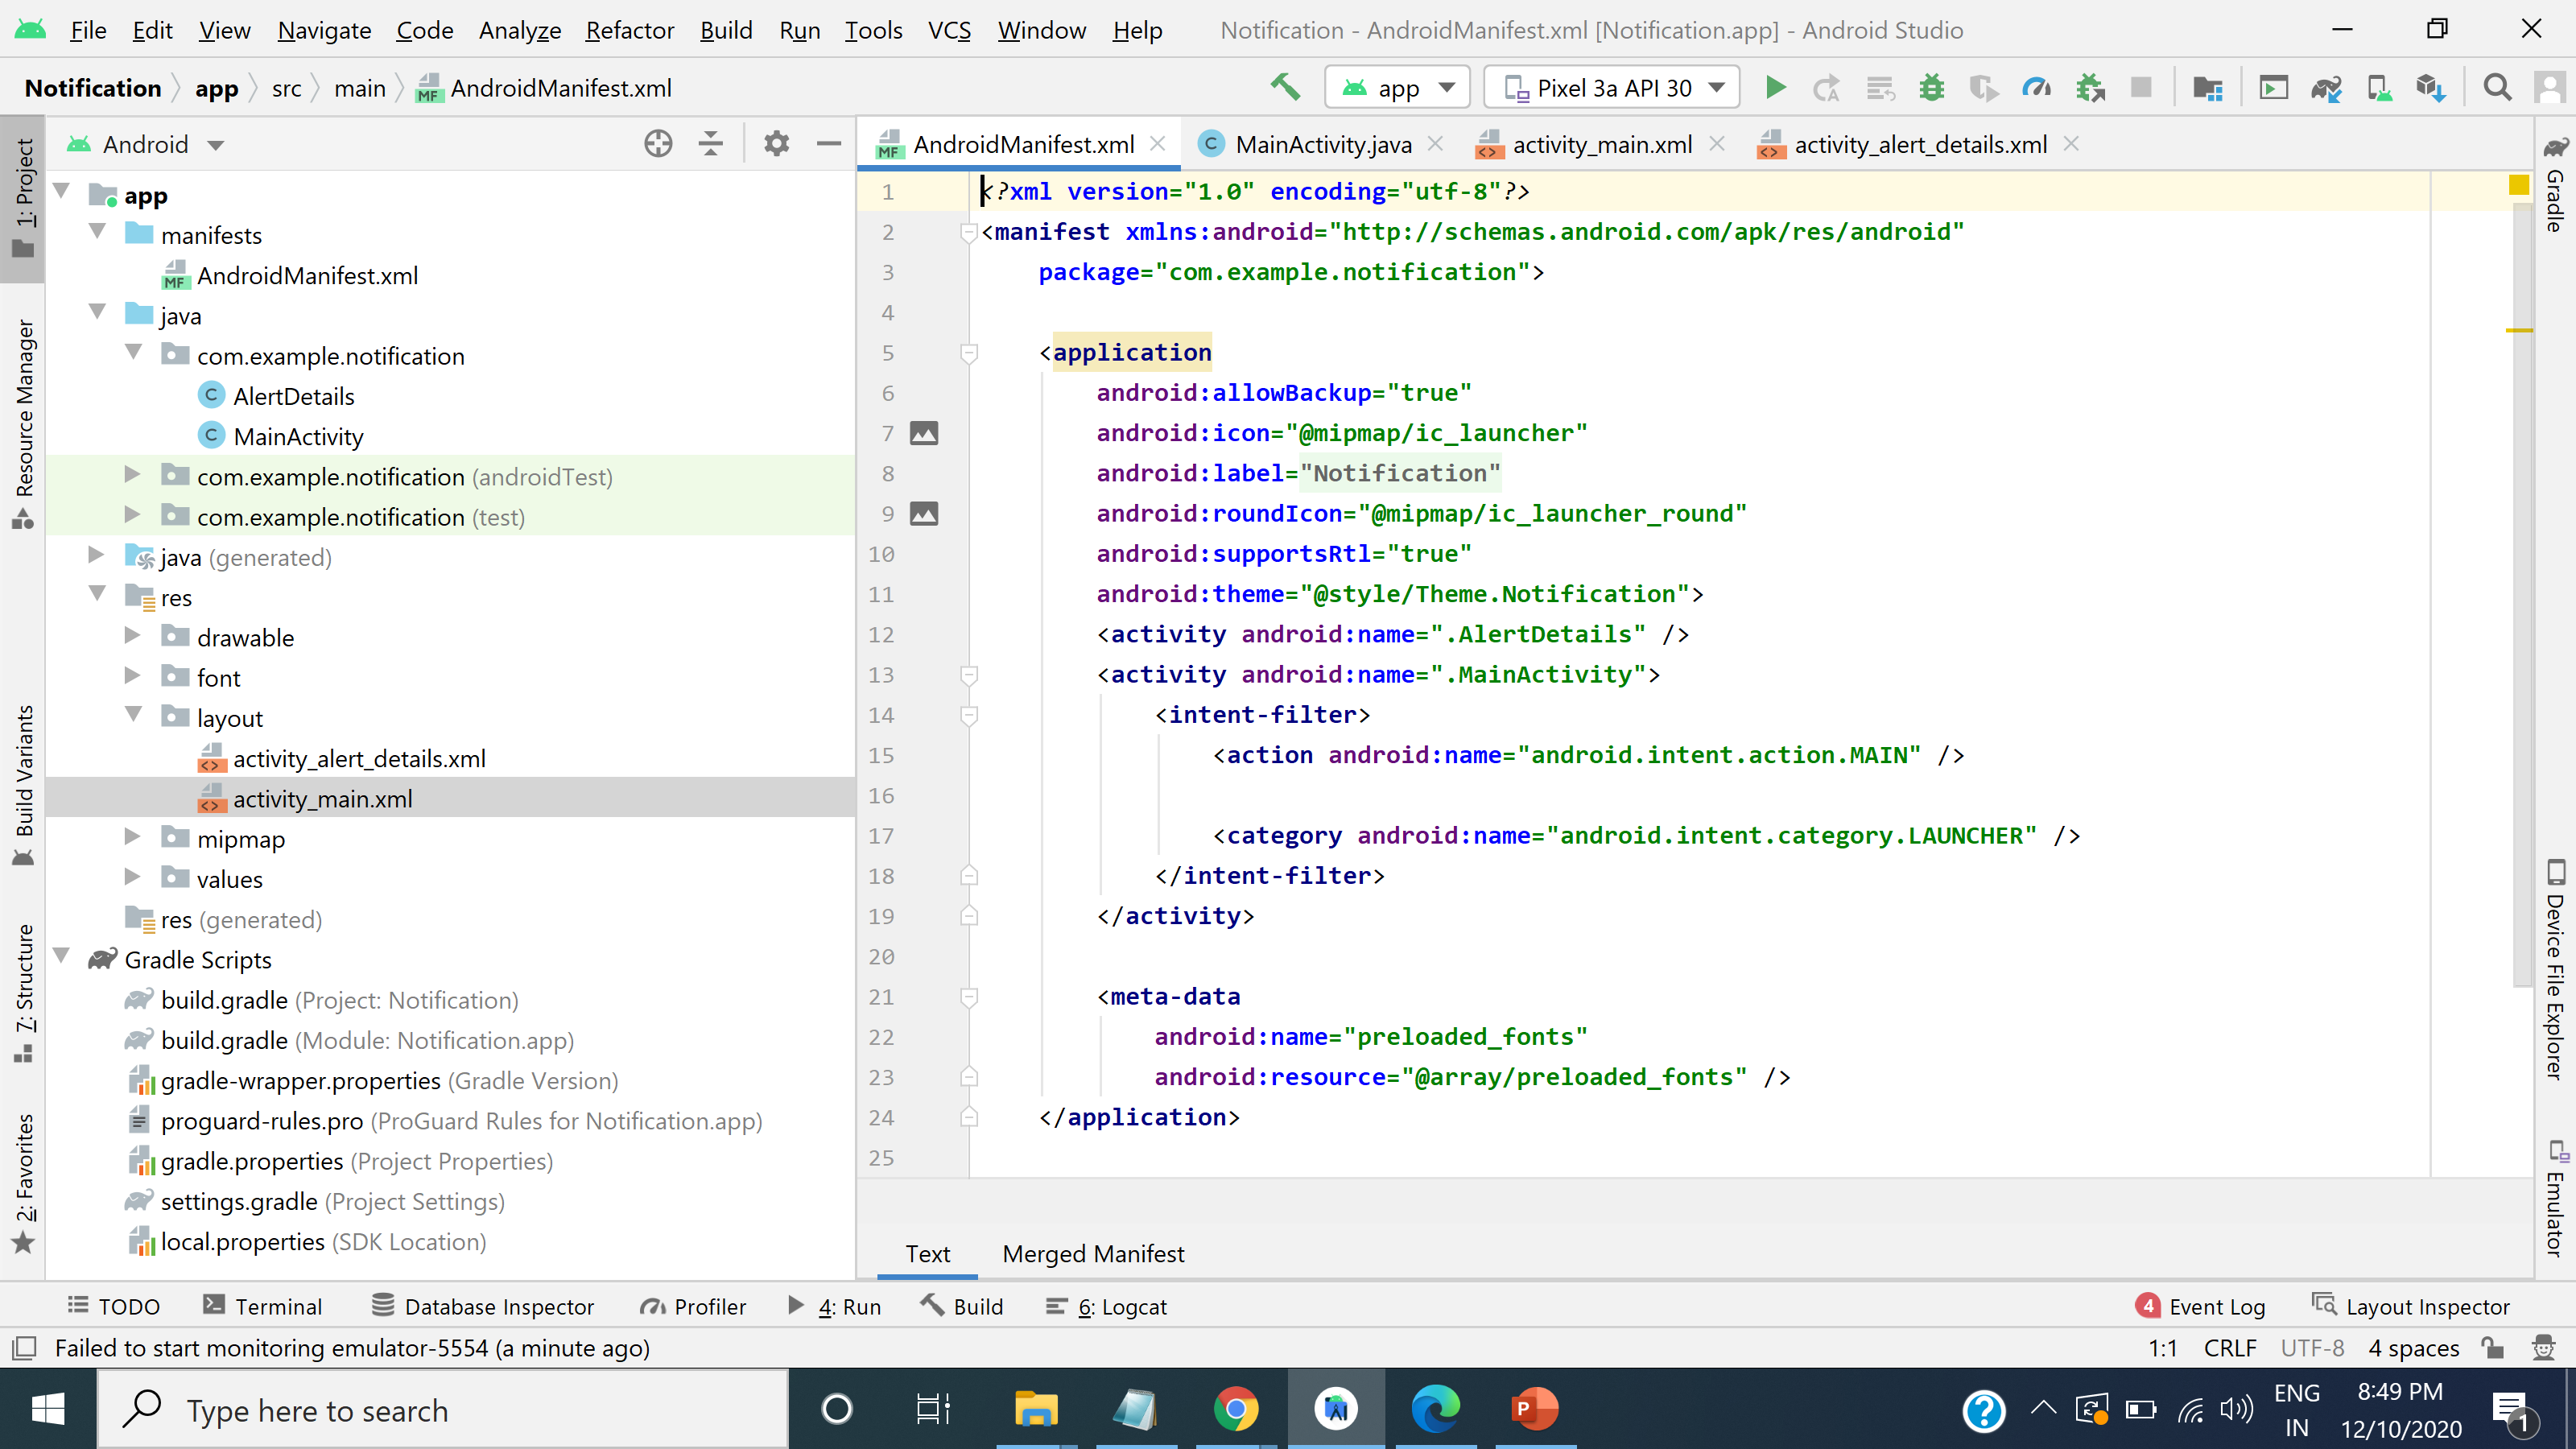 File Edit View Navigate Code Analyze Refactor Build Run Tools VCS Window Help Notification - AndroidManifest.xml [Notification.app] - Android Studio
Notification app src main MF AndroidManifest.xml app Pixel 3a API 30
1: Project
Resource Manager
Build Variants
7: Structure
2: Favorites
Android
app
manifests
MF AndroidManifest.xml
java
com.example.notification
C AlertDetails
C MainActivity
com.example.notification (androidTest)
com.example.notification (test)
java (generated)
res
drawable
font
layout
activity_alert_details.xml
activity_main.xml
mipmap
values
res (generated)
Gradle Scripts
build.gradle (Project: Notification)
build.gradle (Module: Notification.app)
gradle-wrapper.properties (Gradle Version)
proguard-rules.pro (ProGuard Rules for Notification.app)
gradle.properties (Project Properties)
settings.gradle (Project Settings)
local.properties (SDK Location)
MF AndroidManifest.xml C MainActivity.java activity_main.xml activity_alert_details.xml
1 <?xml version="1.0" encoding="utf-8"?>
2 <manifest xmlns:android="http://schemas.android.com/apk/res/android"
3 package="com.example.notification">
4
5 <application
6 android:allowBackup="true"
7 android:icon="@mipmap/ic_launcher"
8 android:label="Notification"
9 android:roundIcon="@mipmap/ic_launcher_round"
10 android:supportsRtl="true"
11 android:theme="@style/Theme.Notification">
12 <activity android:name=".AlertDetails" />
13 <activity android:name=".MainActivity">
14 <intent-filter>
15 <action android:name="android.intent.action.MAIN" />
16
17 <category android:name="android.intent.category.LAUNCHER" />
18 </intent-filter>
19 </activity>
20
21 <meta-data
22 android:name="preloaded_fonts"
23 android:resource="@array/preloaded_fonts" />
24 </application>
25
Text Merged Manifest
Gradle
Device File Explorer
Emulator
TODO Terminal Database Inspector Profiler 4: Run Build 6: Logcat 4 Event Log Layout Inspector
Failed to start monitoring emulator-5554 (a minute ago) 1:1 CRLF UTF-8 4 spaces
Type here to search P ? ENG 8:49 PM
IN 12/10/2020 1